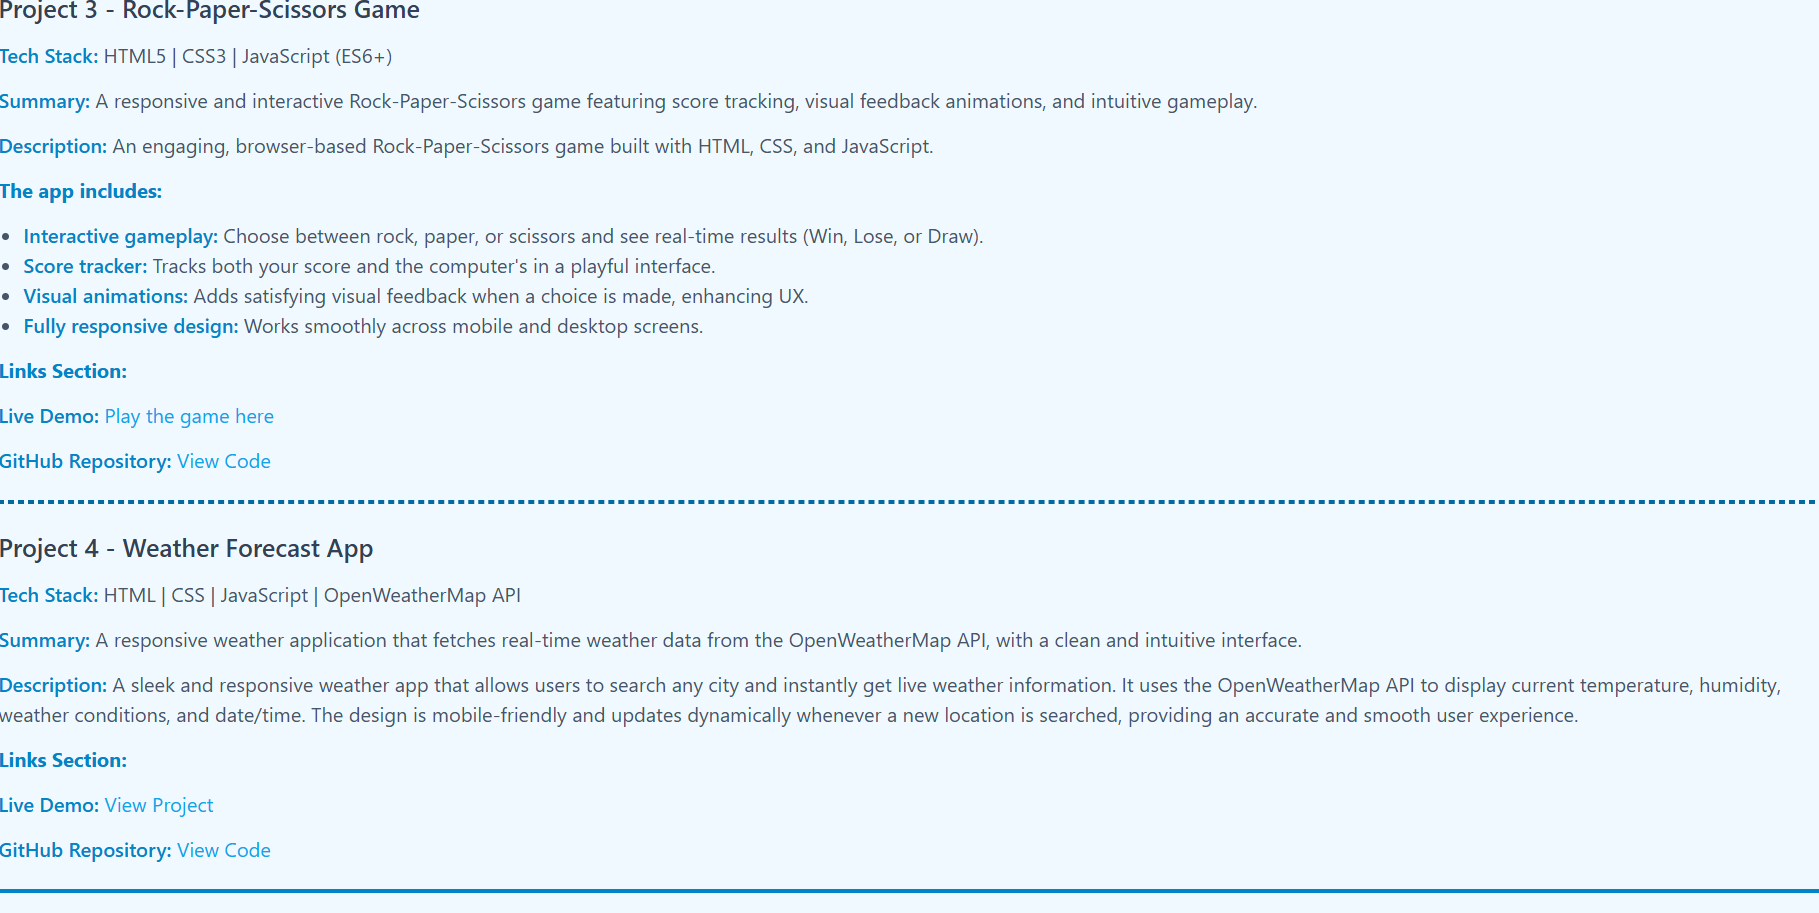 Project 3 - Rock-Paper-Scissors Game
Tech Stack: HTML5 | CSS3 | JavaScript (ES6+)
Summary: A responsive and interactive Rock-Paper-Scissors game featuring score tracking, visual feedback animations, and intuitive gameplay.
Description: An engaging, browser-based Rock-Paper-Scissors game built with HTML, CSS, and JavaScript.
The app includes:
• Interactive gameplay: Choose between rock, paper, or scissors and see real-time results (Win, Lose, or Draw).
• Score tracker: Tracks both your score and the computer's in a playful interface.
• Visual animations: Adds satisfying visual feedback when a choice is made, enhancing UX.
• Fully responsive design: Works smoothly across mobile and desktop screens.
Links Section:
Live Demo: Play the game here
GitHub Repository: View Code
Project 4 - Weather Forecast App
Tech Stack: HTML | CSS | JavaScript | OpenWeatherMap API
Summary: A responsive weather application that fetches real-time weather data from the OpenWeatherMap API, with a clean and intuitive interface.
Description: A sleek and responsive weather app that allows users to search any city and instantly get live weather information. It uses the OpenWeatherMap API to display current temperature, humidity,
weather conditions, and date/time. The design is mobile-friendly and updates dynamically whenever a new location is searched, providing an accurate and smooth user experience.
Links Section:
Live Demo: View Project
GitHub Repository: View Code